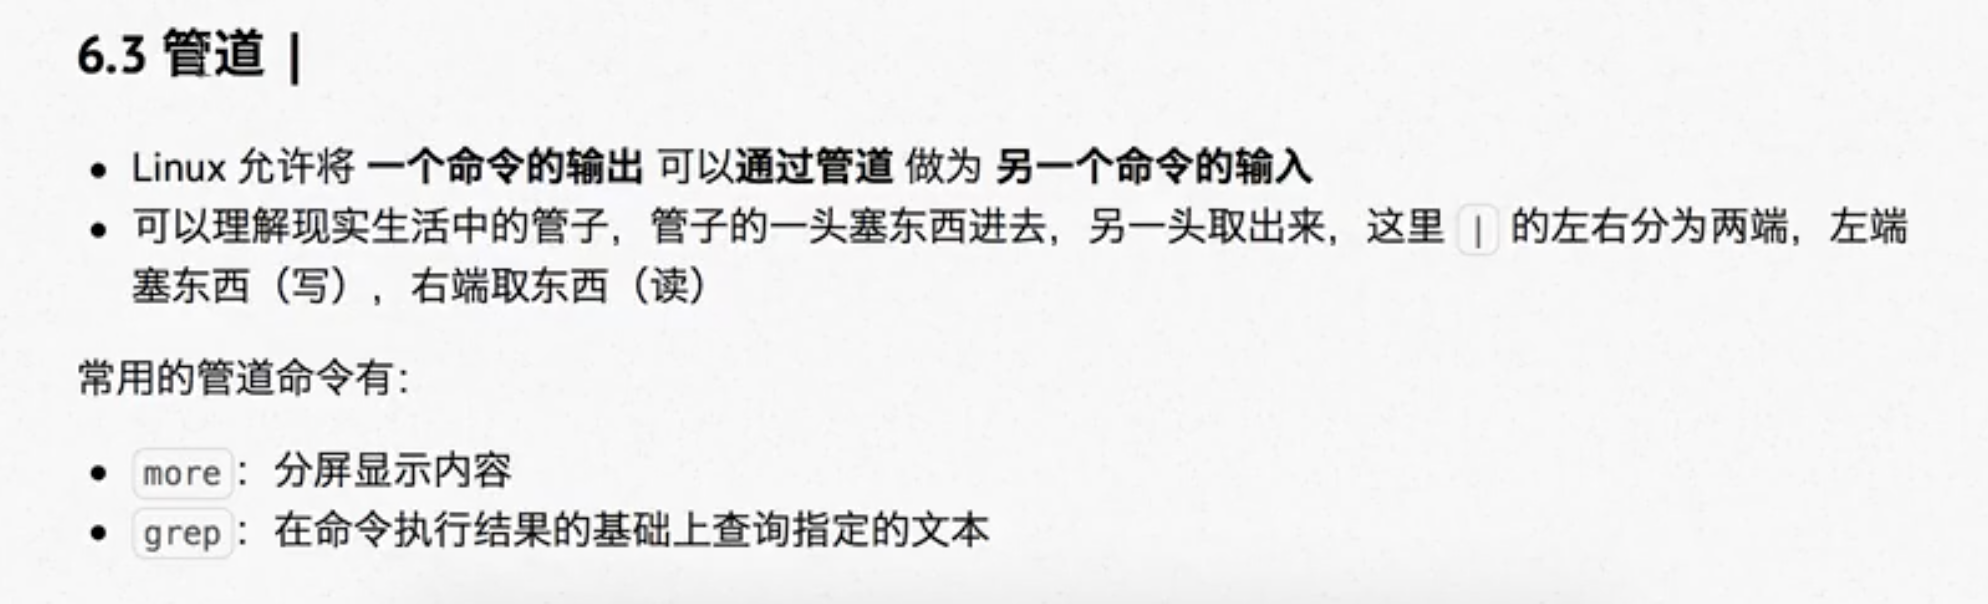 6.3 管道 |
• Linux 允许将 一个命令的输出 可以通过管道 做为 另一个命令的输入
• 可以理解现实生活中的管子，管子的一头塞东西进去，另一头取出来，这里 | 的左右分为两端，左端
塞东西（写），右端取东西（读）
常用的管道命令有：
• more：分屏显示内容
• grep：在命令执行结果的基础上查询指定的文本